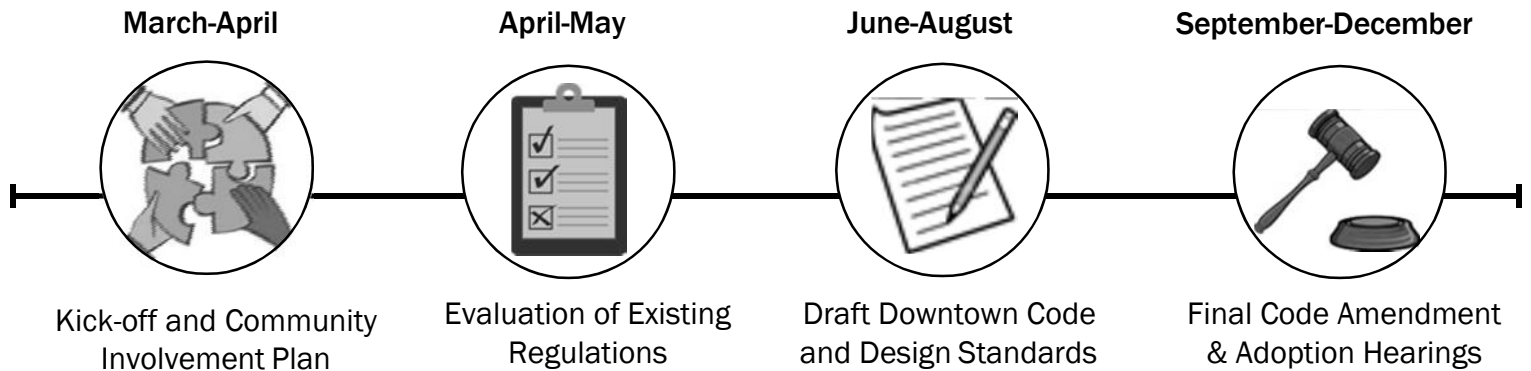 March-April
April-May
June-August
September-December
Kick-off and Community
Involvement Plan
Evaluation of Existing
Regulations
Draft Downtown Code
and Design Standards
Final Code Amendment
& Adoption Hearings